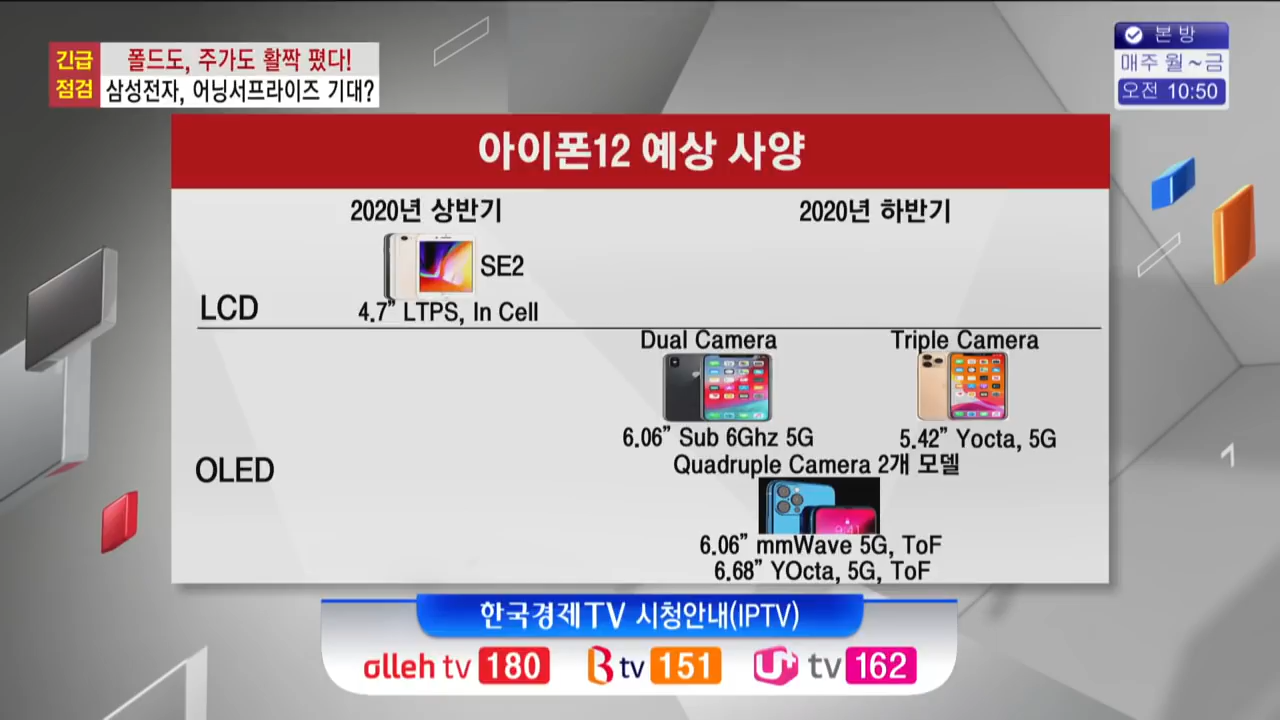 긴급
점검
폴드도, 주가도 활짝 폈다!
삼성전자, 어닝서프라이즈 기대?
본 방
매주 월~금
오전 10:50
아이폰12 예상 사양
2020년 상반기
2020년 하반기
SE2
LCD
4.7" LTPS, In Cell
Dual Camera
Triple Camera
6.06" Sub 6Ghz 5G
5.42" Yocta, 5G
OLED
Quadruple Camera 2개 모델
9:41
6.06" mmWave 5G, ToF
6.68" YOcta, 5G, ToF
한국경제TV 시청안내(IPTV)
alleh tv 180
B tv 151
U+ tv 162